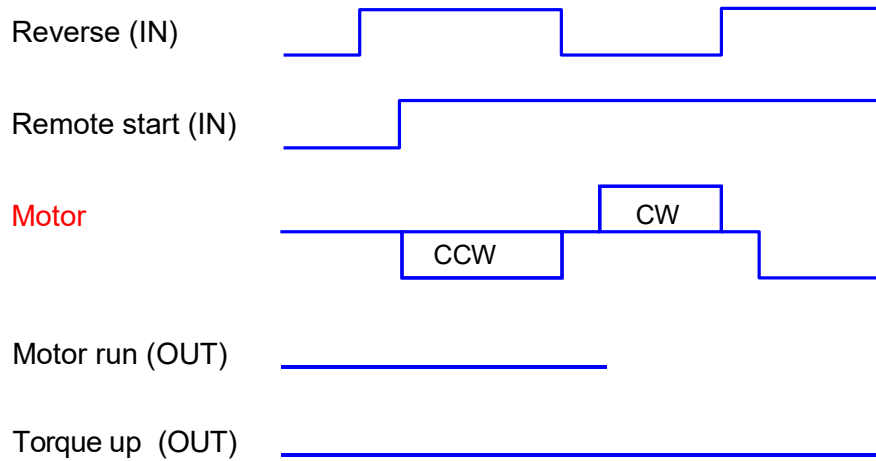 Reverse (IN)
Remote start (IN)
Motor
CW
CCW
Motor run (OUT)
Torque up (OUT)